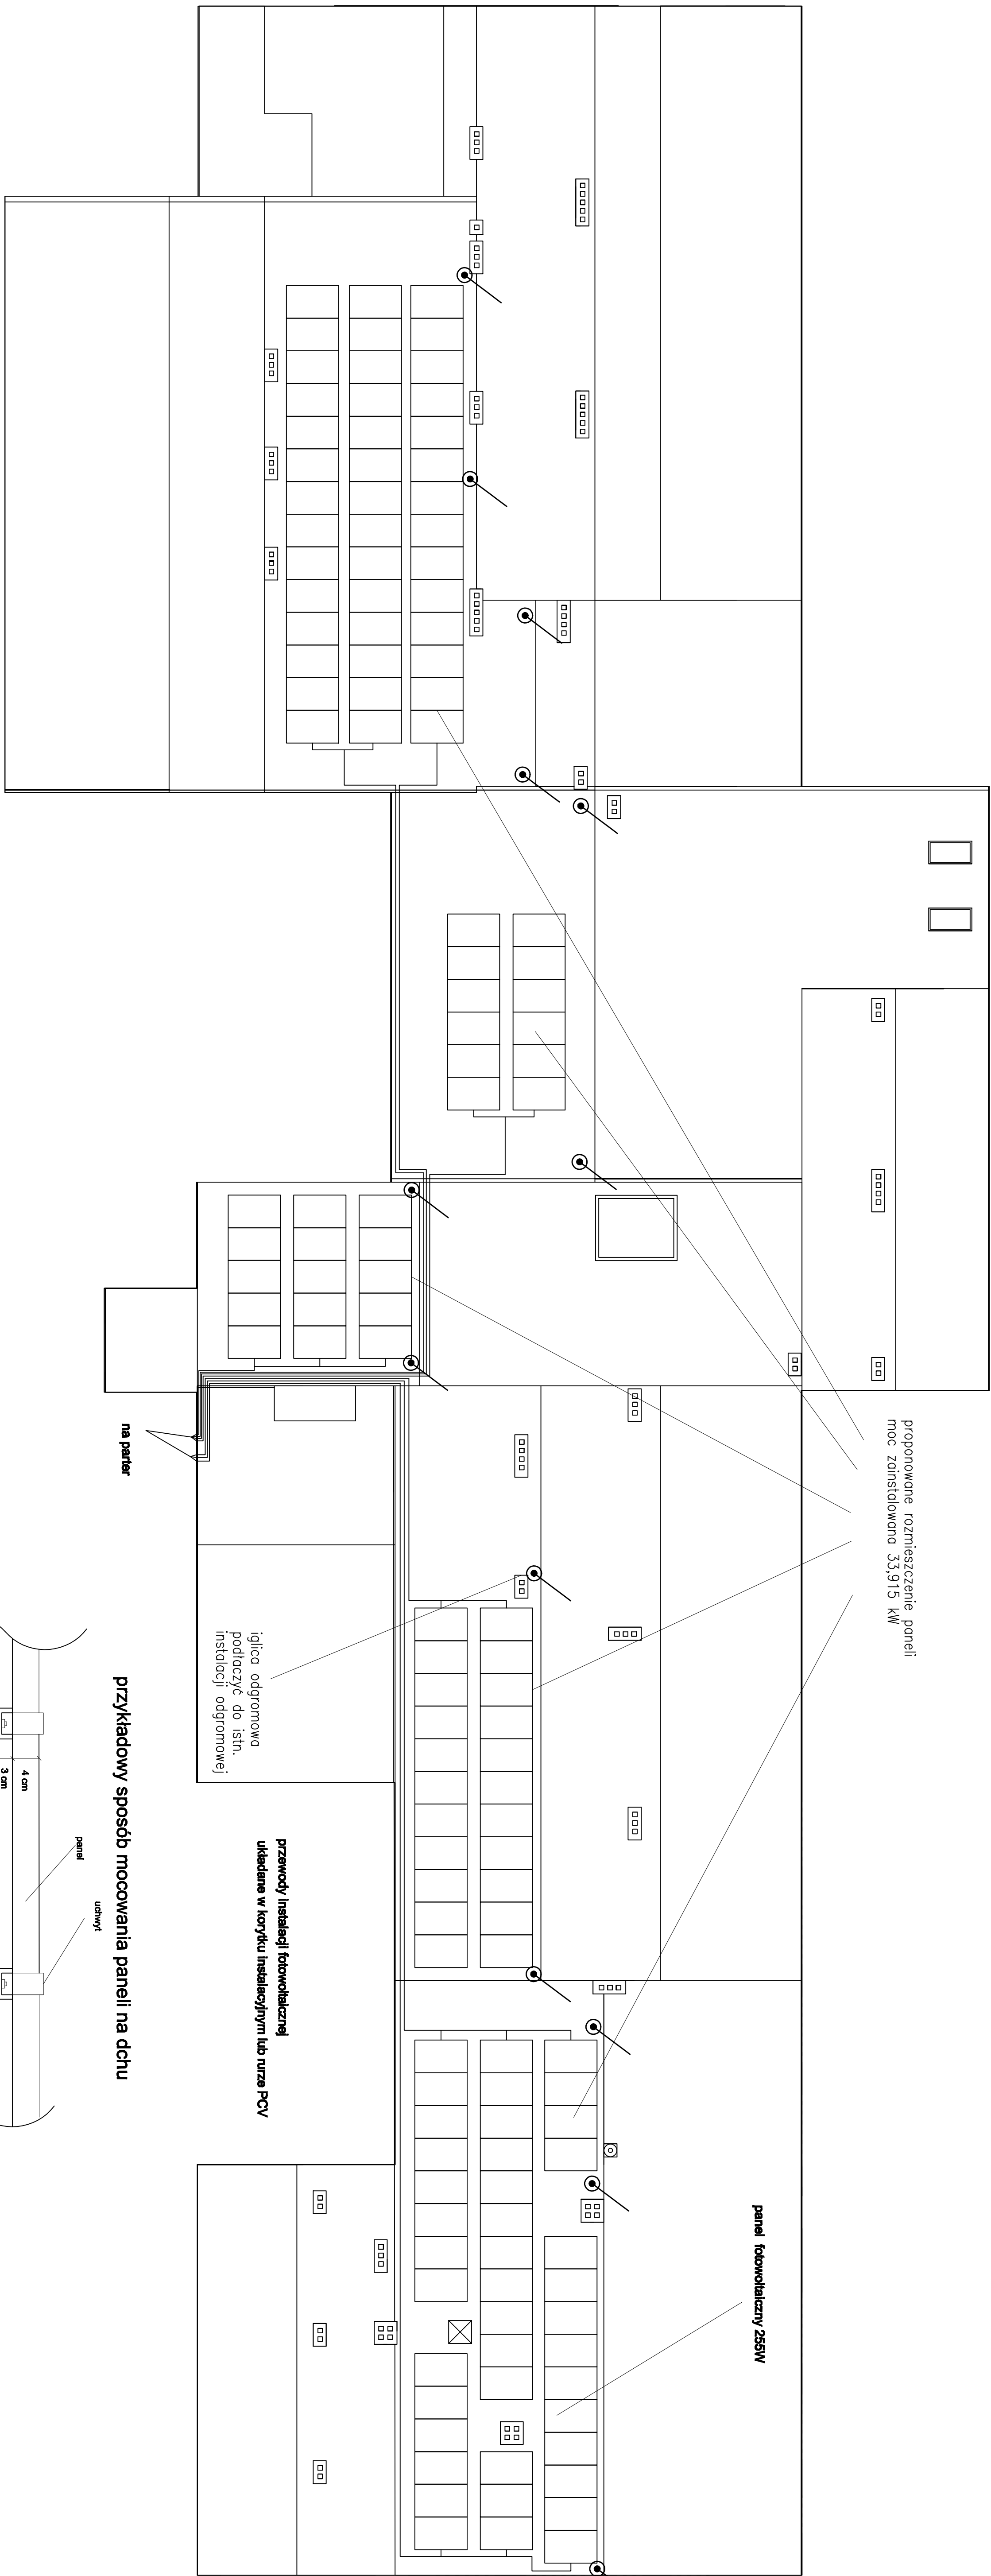 proponowane rozmieszczenie paneli
moc zainstalowana 33,915 kW
panel fotowoltaiczny 255W
na parter
iglica odgromowa
podłaczyć do istn.
instalacji odgromowej
przewody instalacji fotowoltaicznej
układane w korytku instalacyjnym lub rurze PCV
przykładowy sposób mocowania paneli na dchu
panel
uchwyt
4 cm
3 cm